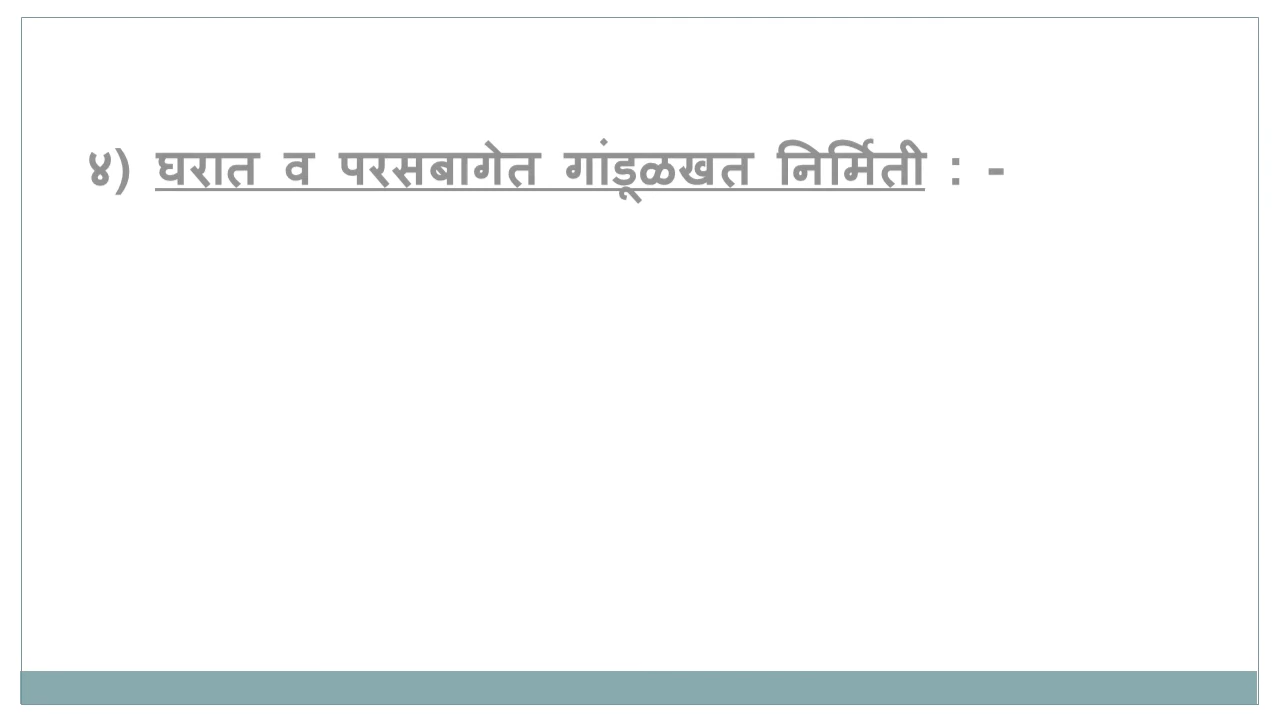 ४) घरात व परसबागेत गांडूळखत निर्मिती : -